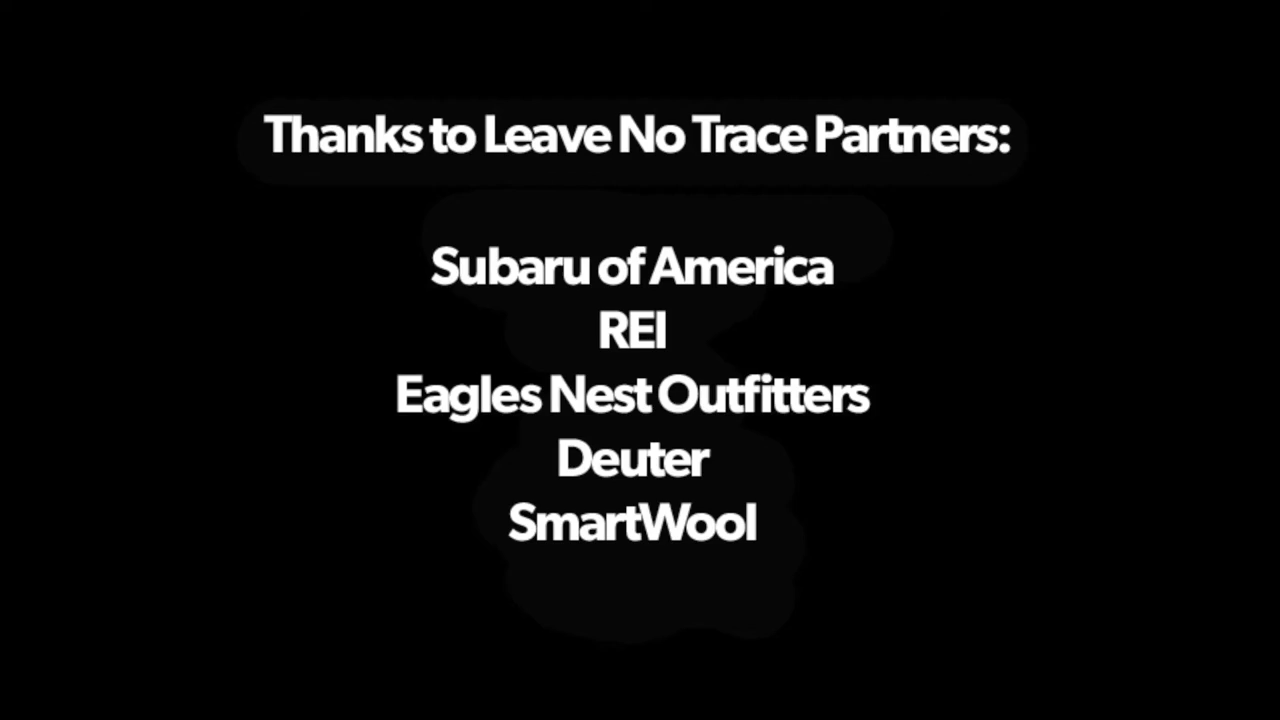 Thanks to Leave No Trace Partners:
Subaru of America
REI
Eagles Nest Outfitters
Deuter
SmartWool